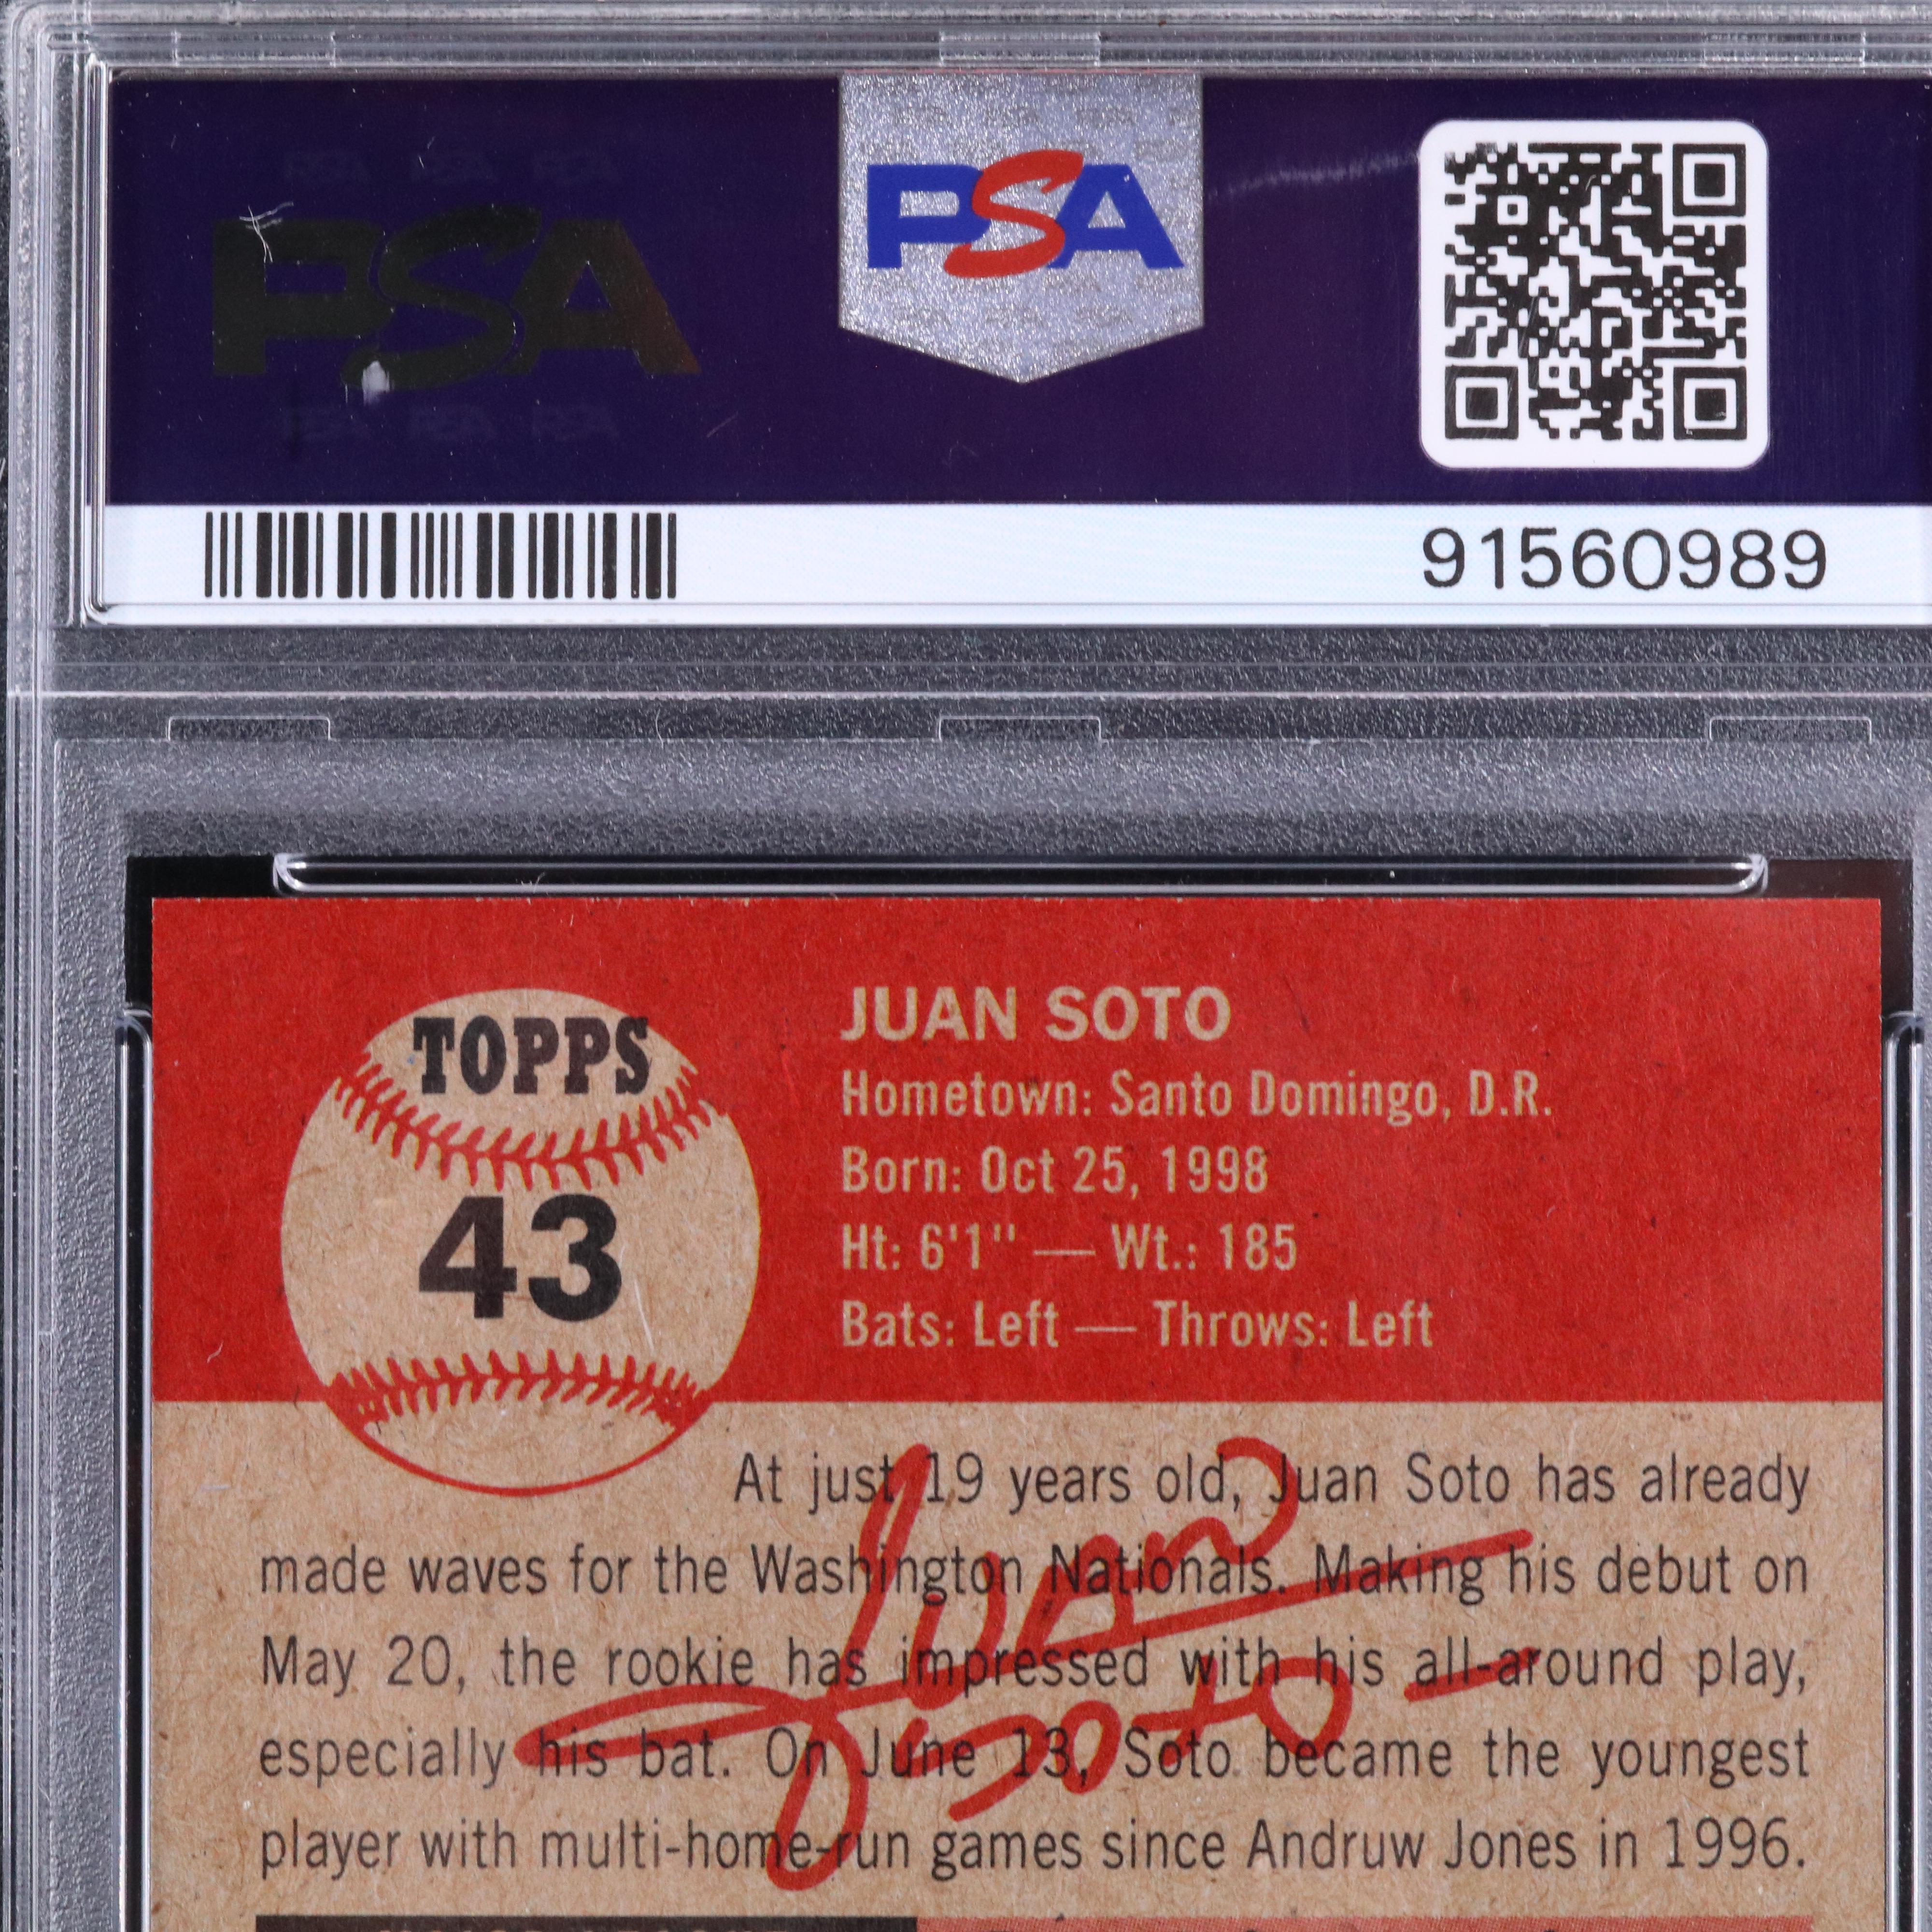 PSA
PSA
91560989
TOPPS
43
JUAN SOTO
Hometown: Santo Domingo, D.R.
Born: Oct 25, 1998
Ht: 6'1" — Wt.: 185
Bats: Left — Throws: Left
At just 19 years old, Juan Soto has already
made waves for the Washington Nationals. Making his debut on
May 20, the rookie has impressed with his all-around play,
especially his bat. On June 13, Soto became the youngest
player with multi-home-run games since Andruw Jones in 1996.
Juan
Soto